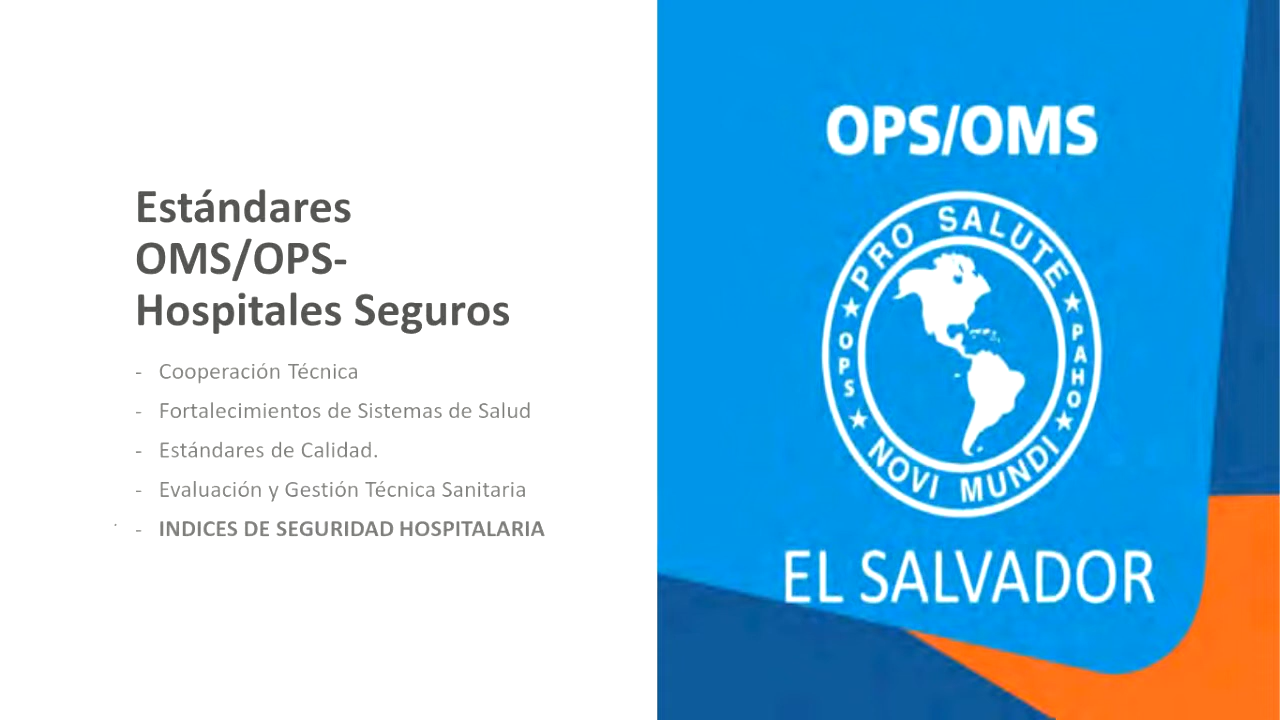 Estándares
OMS/OPS-
Hospitales Seguros
- Cooperación Técnica
- Fortalecimientos de Sistemas de Salud
- Estándares de Calidad.
- Evaluación y Gestión Técnica Sanitaria
- INDICES DE SEGURIDAD HOSPITALARIA
OPS/OMS
PRO SALUTE
OPS
PAHO
NOVI MUNDI
EL SALVADOR